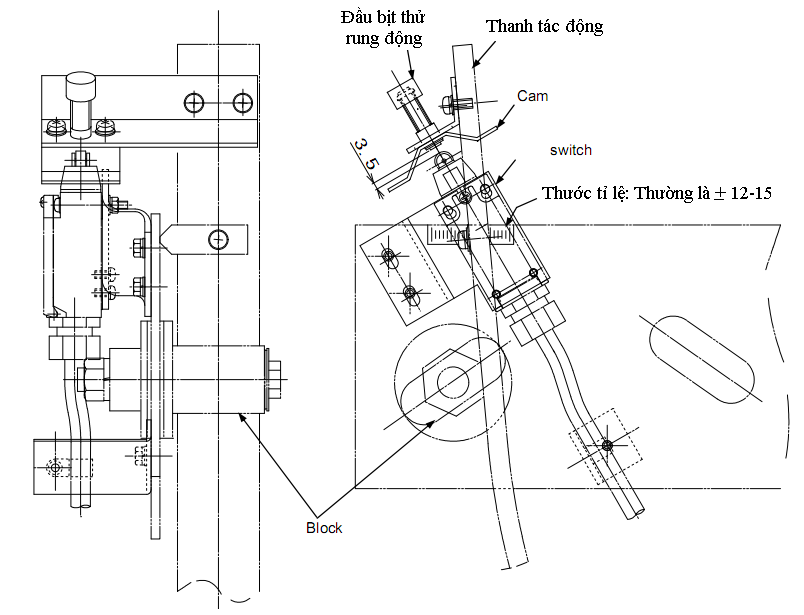 Đầu bịt thử
rung động
Thanh tác động
Cam
3.5
switch
Thước tỉ lệ: Thường là ± 12-15
Block